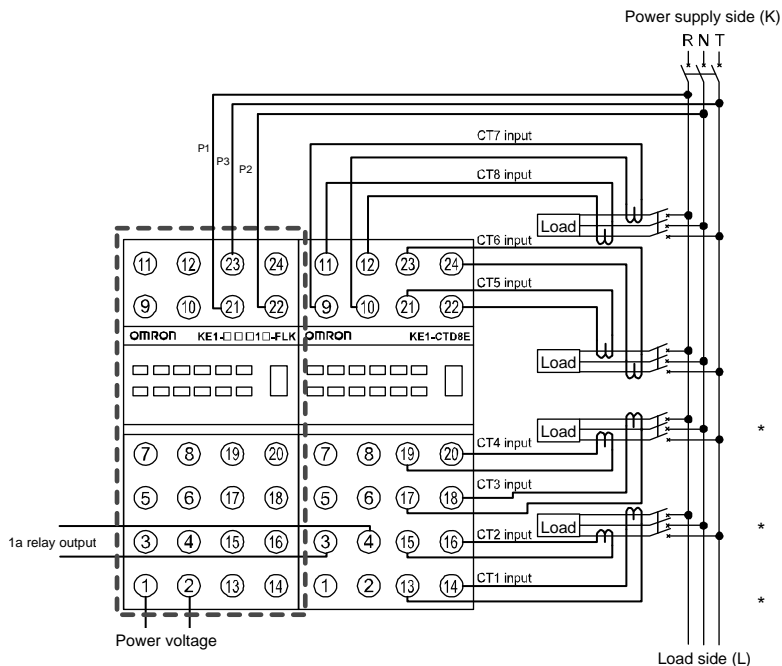 Power supply side (K)
R N T
CT7 input
P1
P3
P2
CT8 input
Load
CT6 input
11 12 23 24 11 12 23 24
CT5 input
9 10 21 22 9 10 21 22
OMRON KE1-□□□1□-FLK OMRON KE1-CTD8E
Load
Load *
CT4 input
7 8 19 20 7 8 19 20
CT3 input
5 6 17 18 5 6 17 18
CT2 input
Load *
1a relay output
3 4 15 16 3 4 15 16
CT1 input
1 2 13 14 1 2 13 14
*
Power voltage
Load side (L)